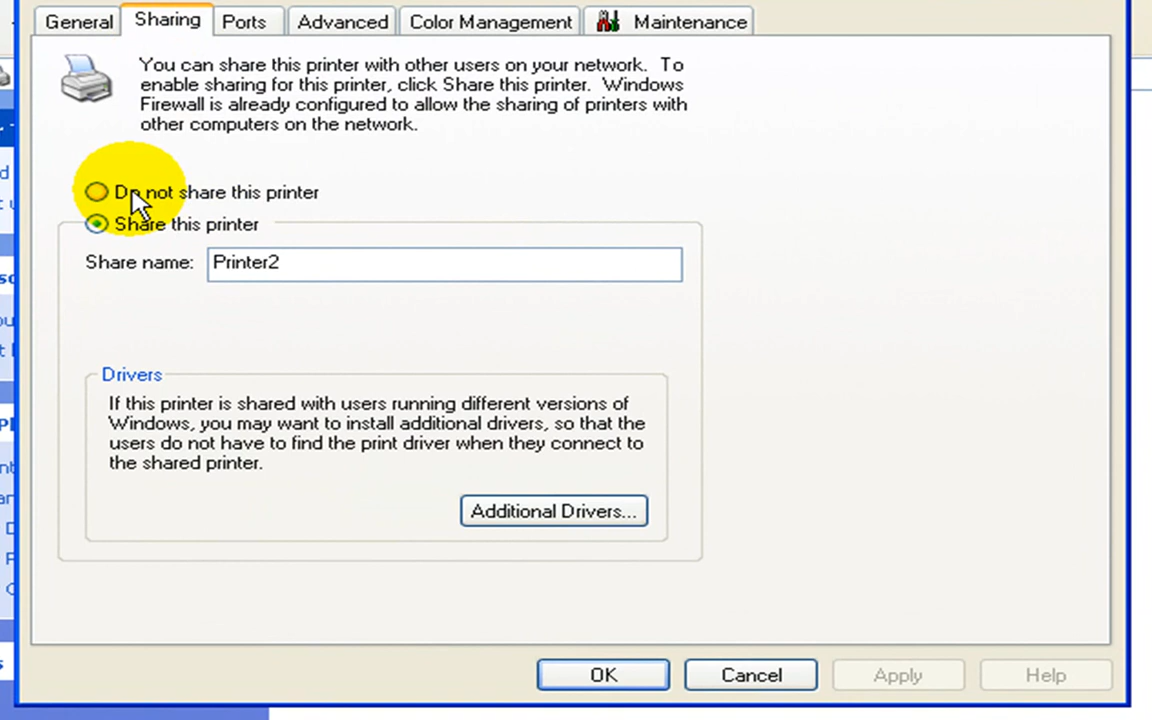 General Sharing Ports Advanced Color Management Maintenance
You can share this printer with other users on your network. To
enable sharing for this printer, click Share this printer. Windows
Firewall is already configured to allow the sharing of printers with
other computers on the network.
Do not share this printer
Share this printer
Share name: Printer2
Drivers
If this printer is shared with users running different versions of
Windows, you may want to install additional drivers, so that the
users do not have to find the print driver when they connect to
the shared printer.
Additional Drivers...
OK Cancel Apply Help